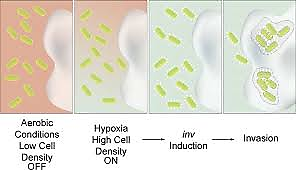 Aerobic
Conditions
Low Cell
Density
OFF
Hypoxia
High Cell
Density
ON
inv
Induction
Invasion